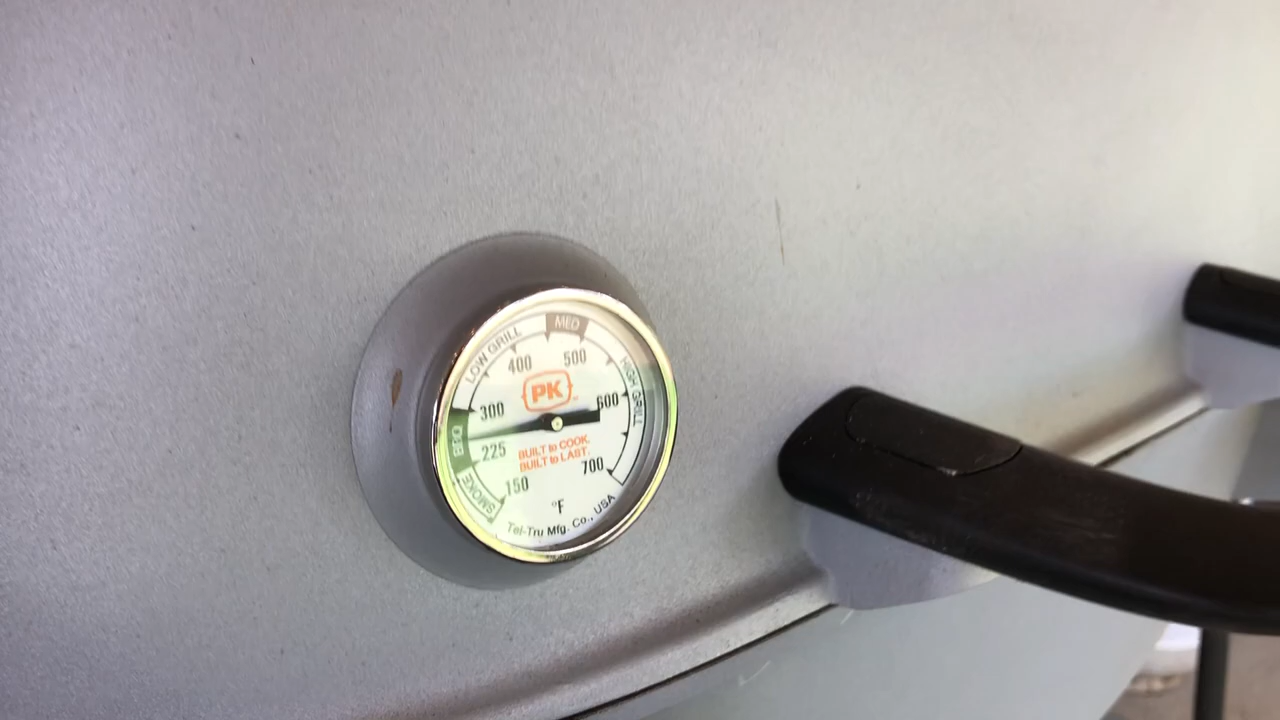 MED
LOW GRILL
HIGH GRILL
400 500
PK
300 600
BBQ
225
BUILT to COOK.
BUILT to LAST.
700
SMOKE
150
°F
Tel-Tru Mfg. Co., USA